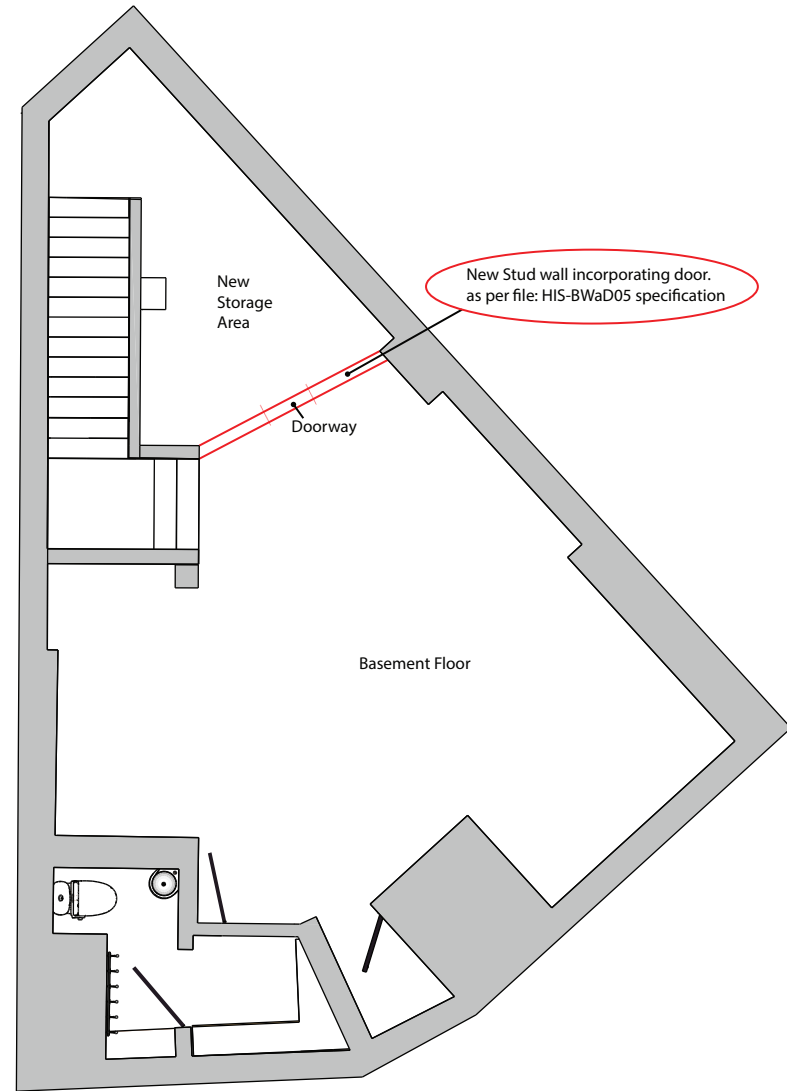 New Stud wall incorporating door.
as per file: HIS-BWaD05 specification
New
Storage
Area
Doorway
Basement Floor